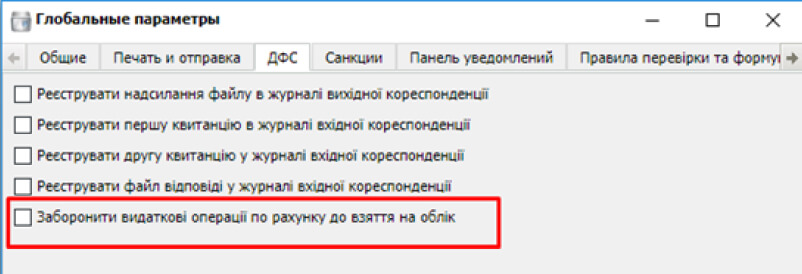 Глобальные параметры
Общие Печать и отправка ДФС Санкции Панель уведомлений Правила перевірки та форму
Реєструвати надсилання файлу в журналі вихідної кореспонденції
Реєструвати першу квитанцію в журналі вхідної кореспонденції
Реєструвати другу квитанцію у журналі вхідної кореспонденції
Реєструвати файл відповіді у журналі вхідної кореспонденції
Заборонити видаткові операції по рахунку до взяття на облік